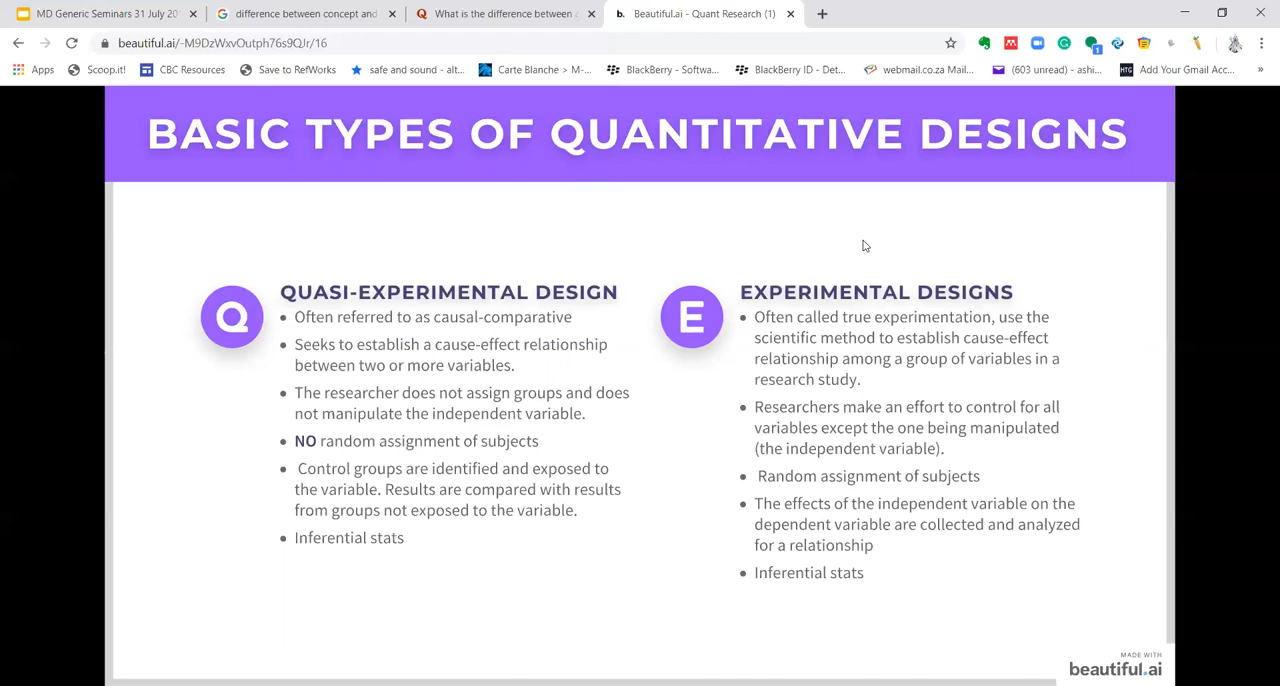 MD Generic Seminars 31 July 20
difference between concept and
What is the difference between
b. Beautiful.ai - Quant Research (1)
beautiful.ai/-M9DzWxvOutph76s9QJr/16
Apps
Scoop.it!
CBC Resources
Save to RefWorks
safe and sound - alt...
Carte Blanche > M-...
BlackBerry - Softwa...
BlackBerry ID - Det...
webmail.co.za Mail...
(603 unread) - ashi...
HTG Add Your Gmail Acc...
»
BASIC TYPES OF QUANTITATIVE DESIGNS
Q
QUASI-EXPERIMENTAL DESIGN
• Often referred to as causal-comparative
• Seeks to establish a cause-effect relationship
between two or more variables.
• The researcher does not assign groups and does
not manipulate the independent variable.
• NO random assignment of subjects
• Control groups are identified and exposed to
the variable. Results are compared with results
from groups not exposed to the variable.
• Inferential stats
E
EXPERIMENTAL DESIGNS
• Often called true experimentation, use the
scientific method to establish cause-effect
relationship among a group of variables in a
research study.
• Researchers make an effort to control for all
variables except the one being manipulated
(the independent variable).
• Random assignment of subjects
• The effects of the independent variable on the
dependent variable are collected and analyzed
for a relationship
• Inferential stats
MADE WITH
beautiful.ai